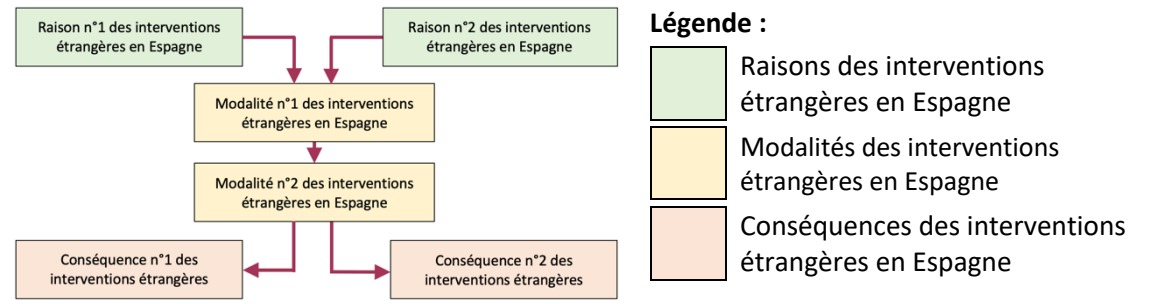 Raison n°1 des interventions
étrangères en Espagne
Raison n°2 des interventions
étrangères en Espagne
Modalité n°1 des interventions
étrangères en Espagne
Modalité n°2 des interventions
étrangères en Espagne
Conséquence n°1 des
interventions étrangères
Conséquence n°2 des
interventions étrangères
Légende :
Raisons des interventions
étrangères en Espagne
Modalités des interventions
étrangères en Espagne
Conséquences des interventions
étrangères en Espagne